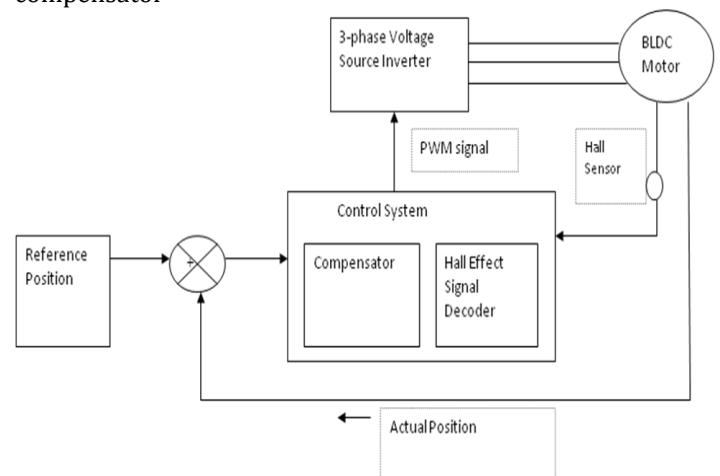 compensator
3-phase Voltage
Source Inverter
BLDC
Motor
PWM signal
Hall
Sensor
Control System
Reference
Position
+
Compensator
Hall Effect
Signal
Decoder
Actual Position